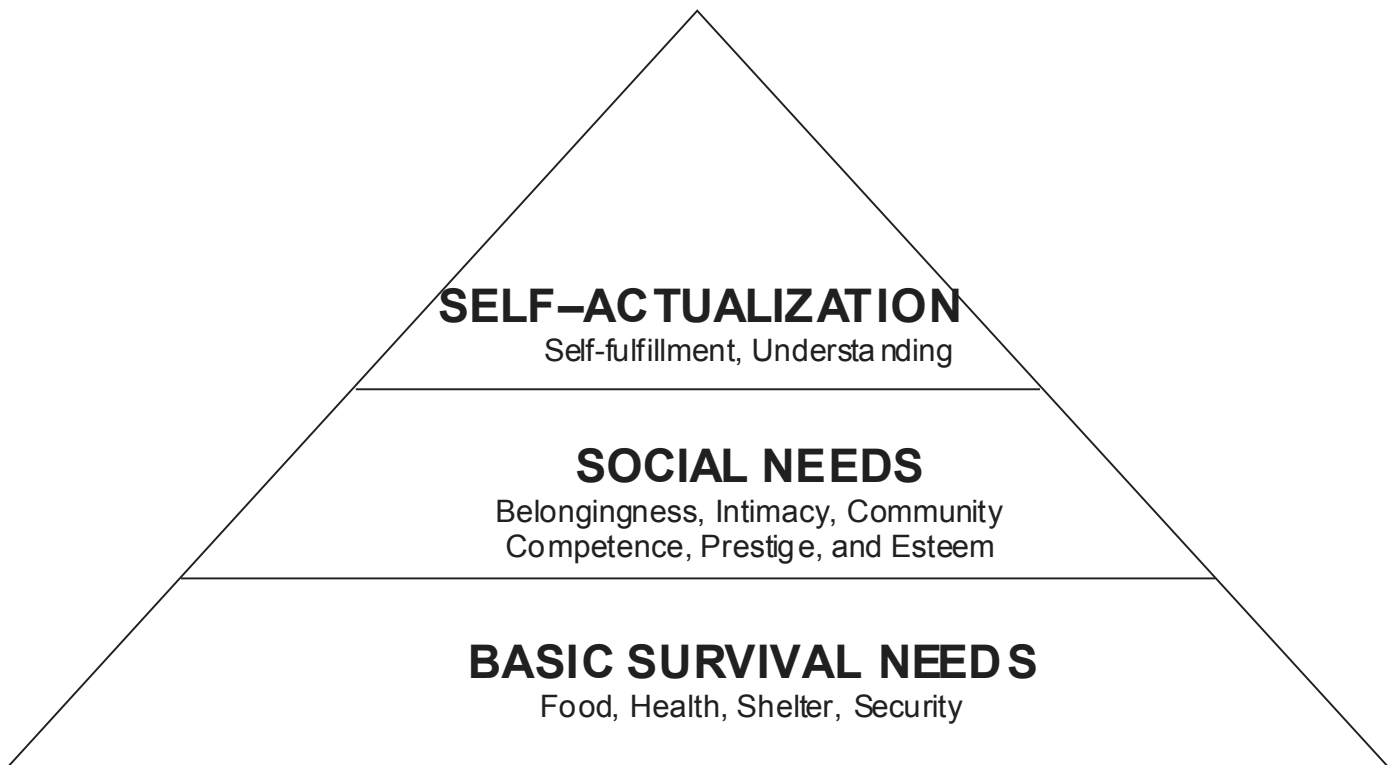 SELF–ACTUALIZATION
Self-fulfillment, Understanding
SOCIAL NEEDS
Belongingness, Intimacy, Community
Competence, Prestige, and Esteem
BASIC SURVIVAL NEEDS
Food, Health, Shelter, Security